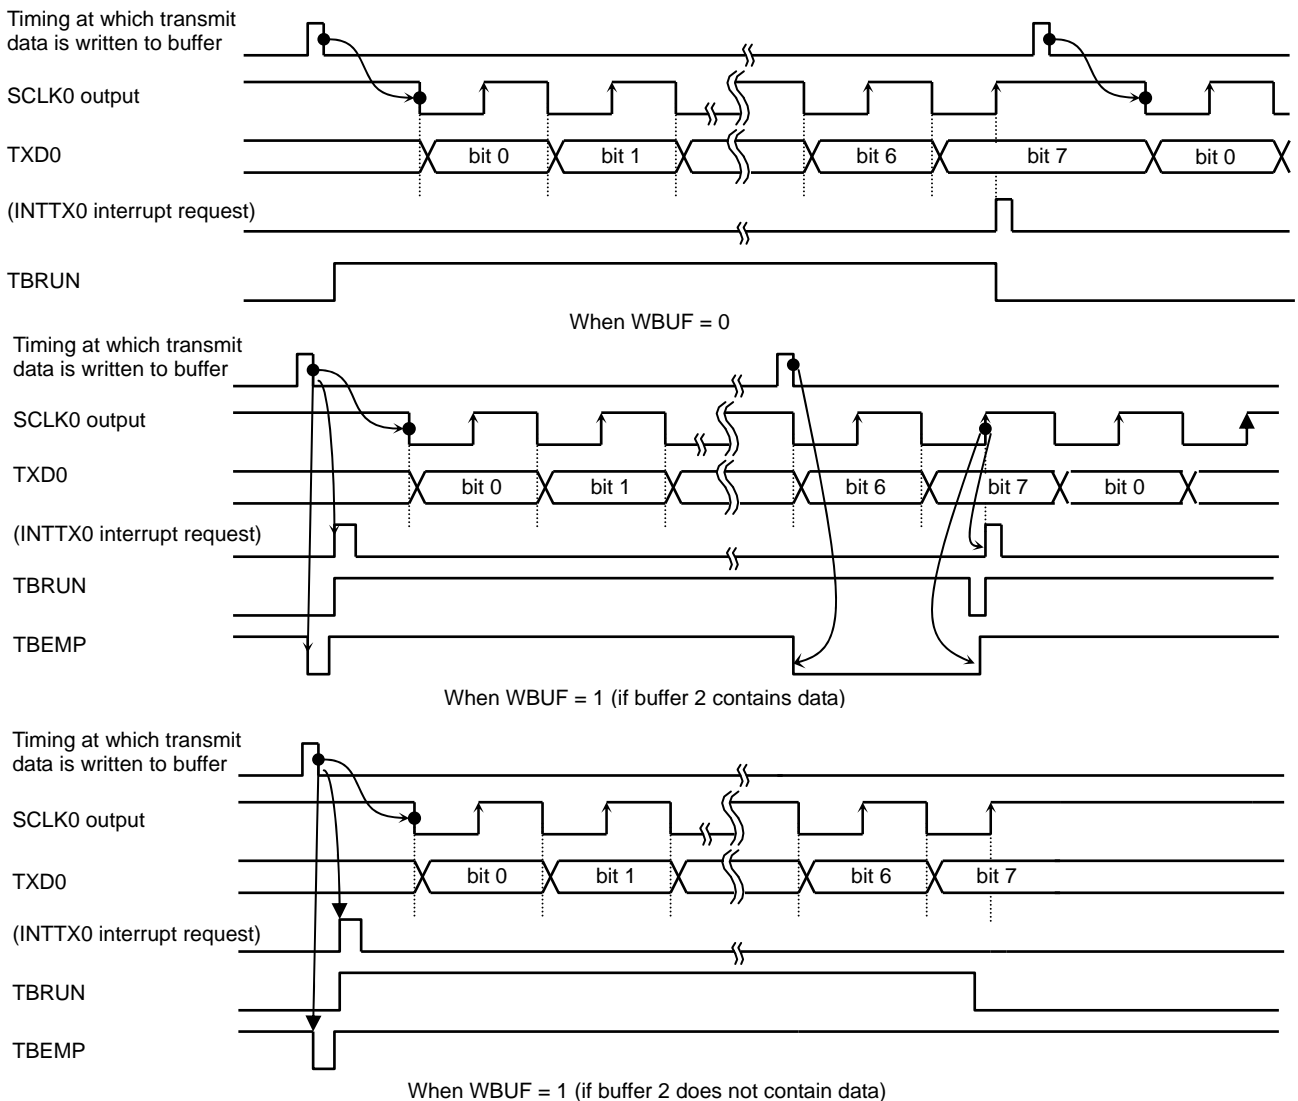 Timing at which transmit
data is written to buffer
SCLK0 output
TXD0
bit 0
bit 1
bit 6
bit 7
bit 0
(INTTX0 interrupt request)
TBRUN
When WBUF = 0
Timing at which transmit
data is written to buffer
SCLK0 output
TXD0
bit 0
bit 1
bit 6
bit 7
bit 0
(INTTX0 interrupt request)
TBRUN
TBEMP
When WBUF = 1 (if buffer 2 contains data)
Timing at which transmit
data is written to buffer
SCLK0 output
TXD0
bit 0
bit 1
bit 6
bit 7
(INTTX0 interrupt request)
TBRUN
TBEMP
When WBUF = 1 (if buffer 2 does not contain data)